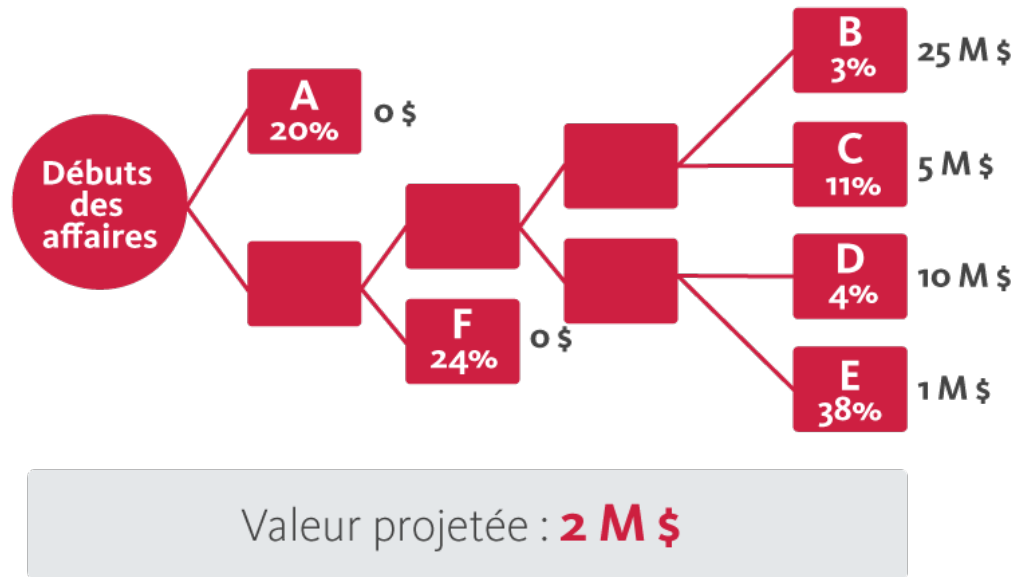 Débuts
des
affaires
A
20%
0 $
F
24%
0 $
B
3%
25 M $
C
11%
5 M $
D
4%
10 M $
E
38%
1 M $
Valeur projetée : 2 M $